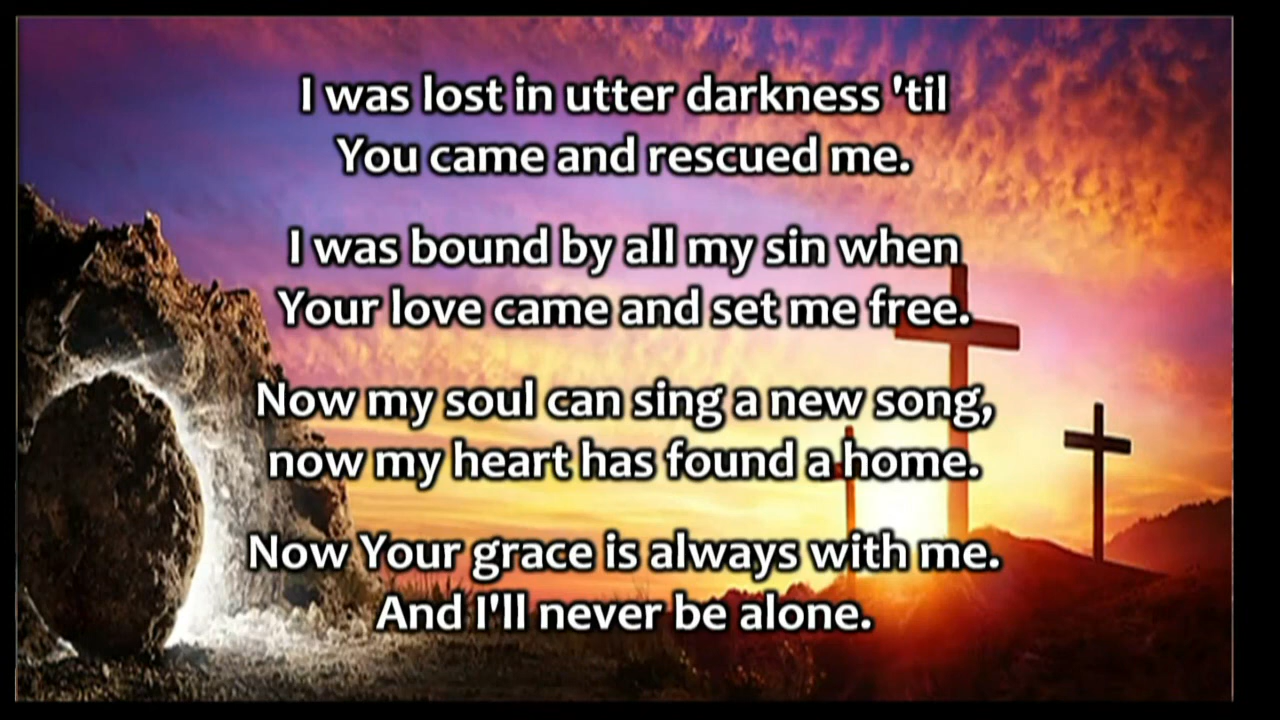 I was lost in utter darkness 'til
You came and rescued me.
I was bound by all my sin when
Your love came and set me free.
Now my soul can sing a new song,
now my heart has found a home.
Now Your grace is always with me.
And I'll never be alone.